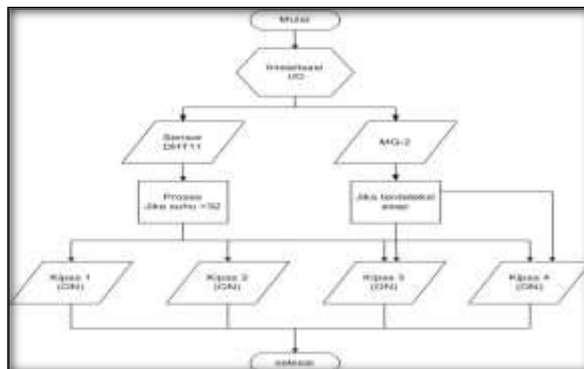 Mulai
Inisialisasi
I/O
Sensor
DHT11
MG-2
Proses
Jika suhu >32
Jika terdeteksi
asap
Kipas 1
(ON)
Kipas 2
(ON)
Kipas 3
(ON)
Kipas 4
(ON)
selesai